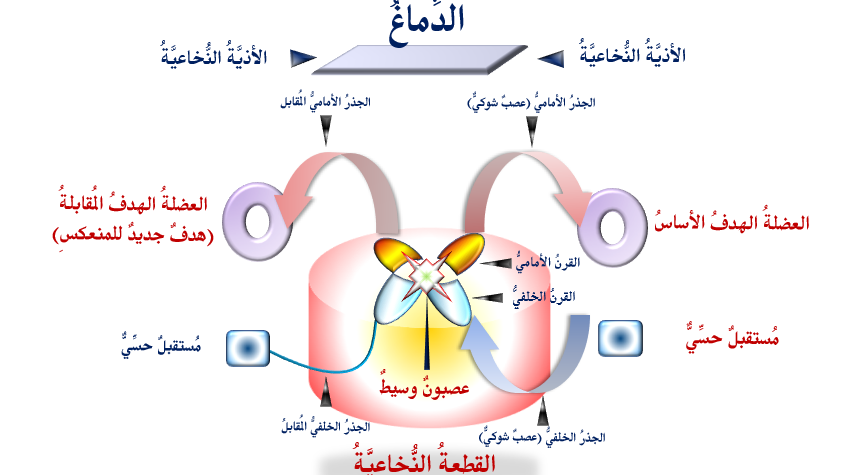 الدِّماغُ
الأذيَّةُ النُّخاعيَّةُ
الأذيَّةُ النُّخاعيَّةُ
الجذرُ الأماميُّ (عصبٌ شوكيٌّ)
الجذرُ الأماميُّ المُقابل
العضلةُ الهدفُ الأساسُ
العضلةُ الهدفُ المُقابلةُ
(هدفٌ جديدٌ للمنعكسِ)
القرنُ الأماميُّ
القرنُ الخلفيُّ
مُستقبلٌ حسِّيٌّ
مُستقبلٌ حسِّيٌّ
عصبونٌ وسيطٌ
الجذرُ الخلفيُّ (عصبٌ شوكيٌّ)
الجذرُ الخلفيُّ المُقابلُ
القطعةُ النُّخاعيَّةُ